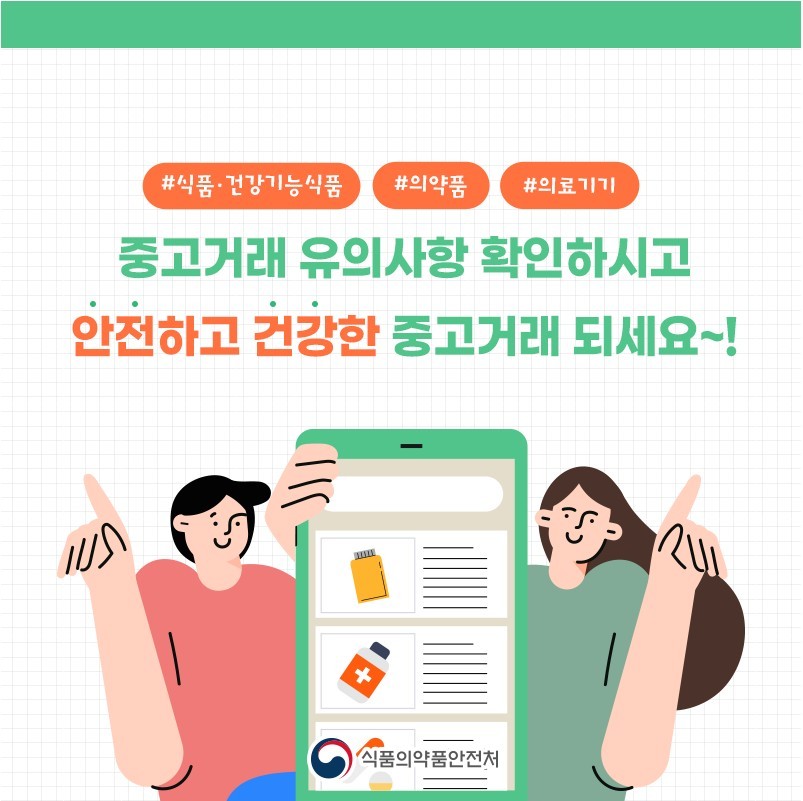 #식품·건강기능식품 #의약품 #의료기기
중고거래 유의사항 확인하시고
안전하고 건강한 중고거래 되세요~!
식품의약품안전처